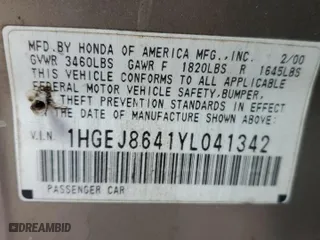 MFD.BY HONDA OF AMERICA MFG.,INC. 2/00
GVWR 3460LBS GAWR F 1820LBS R 1645LBS
THIS VEHICLE CONFORMS TO ALL APPLICABLE
FEDERAL MOTOR VEHICLE SAFETY,BUMPER,
AND THEFT PREVENTION STANDARDS IN EFFECT
ON THE DATE OF MANUFACTURE SHOWN ABOVE.
V.I.N. 1HGEJ8641YL041342
PASSENGER CAR
DREAMBID